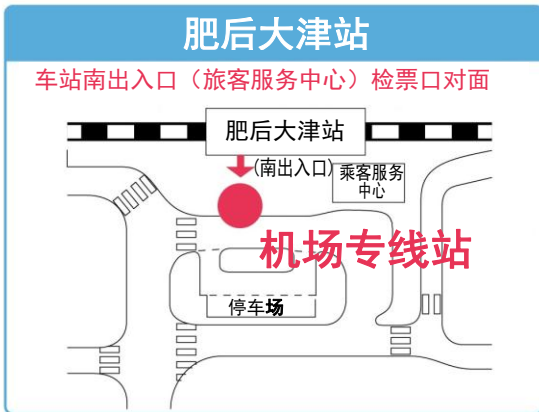 肥后大津站
车站南出入口（旅客服务中心）检票口对面
肥后大津站
(南出入口)
乘客服务
中心
机场专线站
停车场